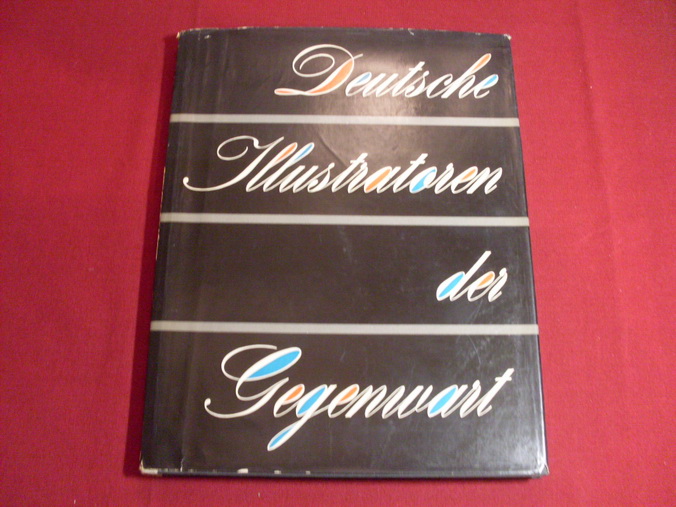 Deutsche
Illustratoren
der
Gegenwart